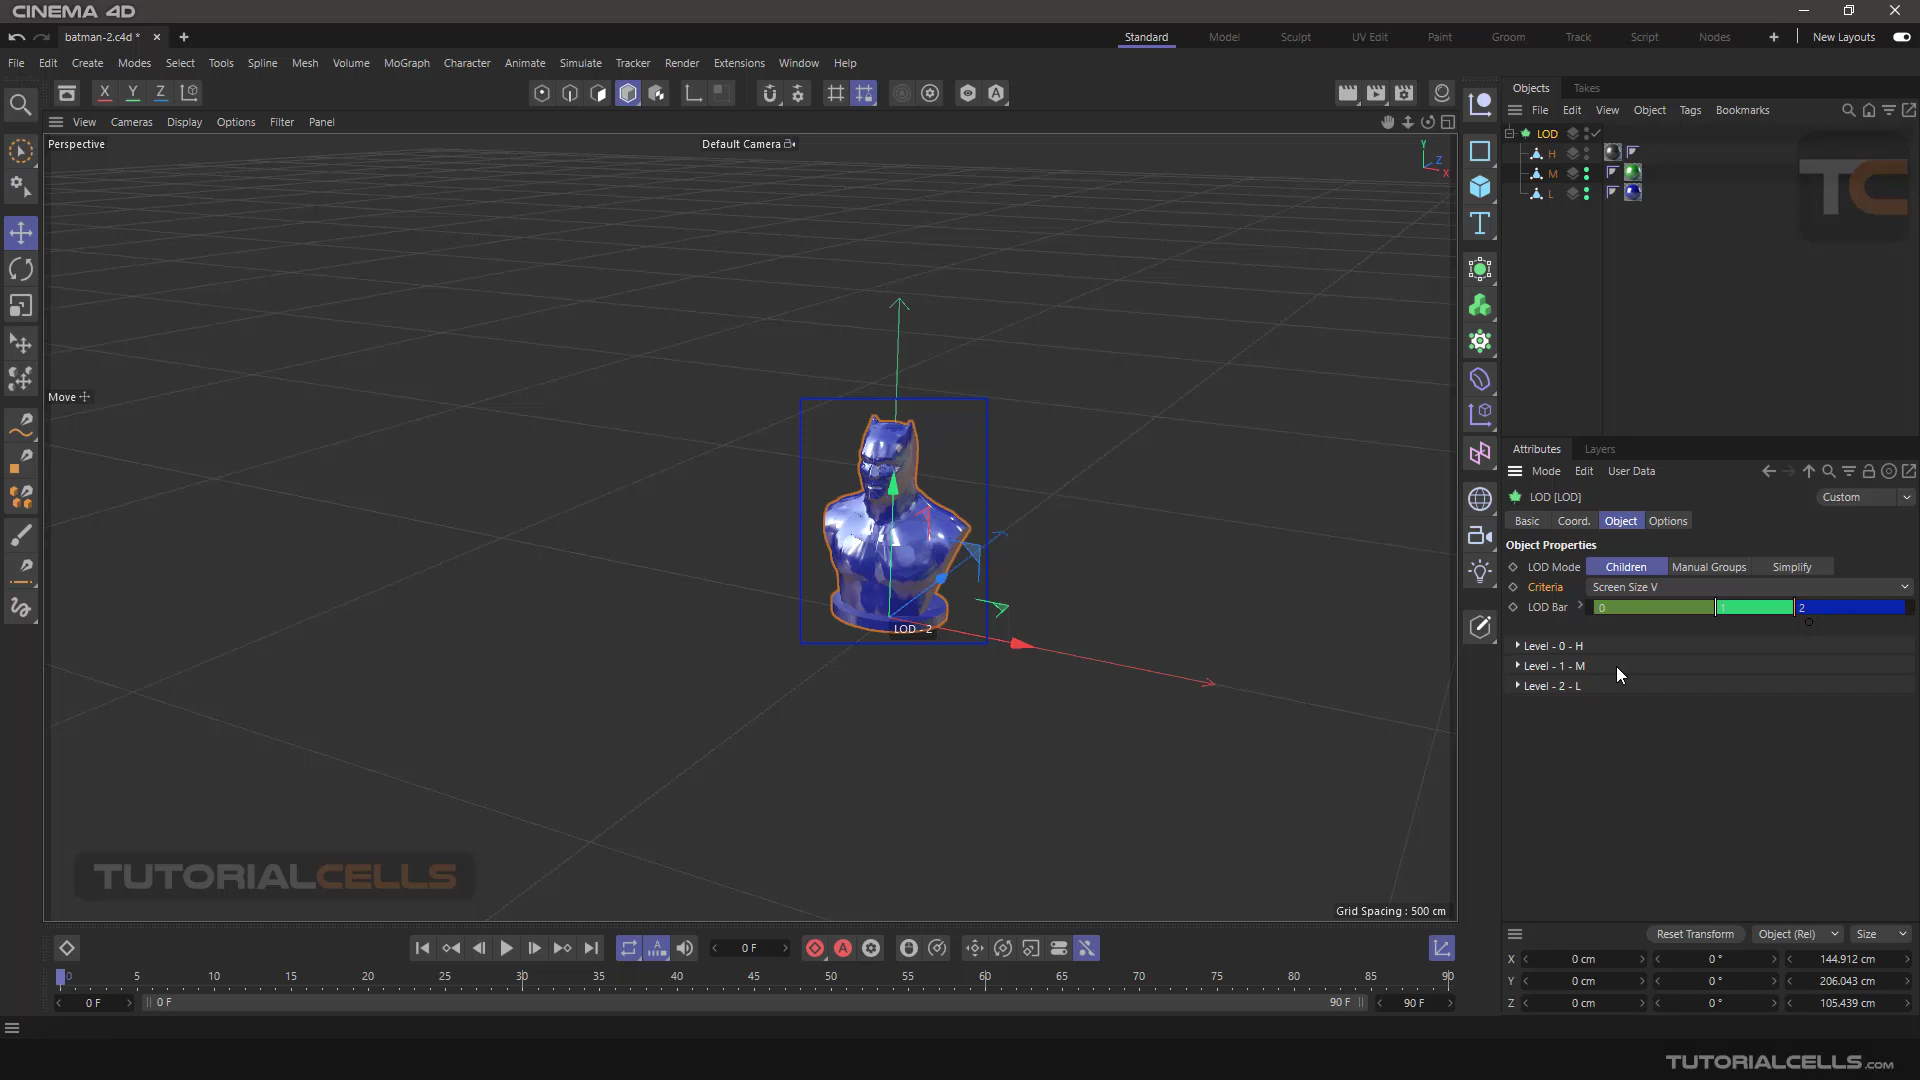 CINEMA 4D
batman-2.c4d *
Standard
Model
Sculpt
UV Edit
Paint
Groom
Track
Script
Nodes
New Layouts
File Edit Create Modes Select Tools Spline Mesh Volume MoGraph Character Animate Simulate Tracker Render Extensions Window Help
X Y Z
Objects Takes
View Cameras Display Options Filter Panel
File Edit View Object Tags Bookmarks
Perspective
Default Camera
Y
Z
X
LOD
H
M
L
TC
Move
LOD - 2
Attributes Layers
Mode Edit User Data
LOD [LOD]
Custom
Basic Coord. Object Options
Object Properties
LOD Mode Children Manual Groups Simplify
Criteria Screen Size V
LOD Bar 0 1 2
Level - 0 - H
Level - 1 - M
Level - 2 - L
TUTORIALCELLS
Grid Spacing : 500 cm
0 F
Reset Transform Object (Rel) Size
0 5 10 15 20 25 30 35 40 45 50 55 60 65 70 75 80 85 90
0 F 0 F 90 F 90 F
X 0 cm 0 ° 144.912 cm
Y 0 cm 0 ° 206.043 cm
Z 0 cm 0 ° 105.439 cm
TUTORIALCELLS.COM